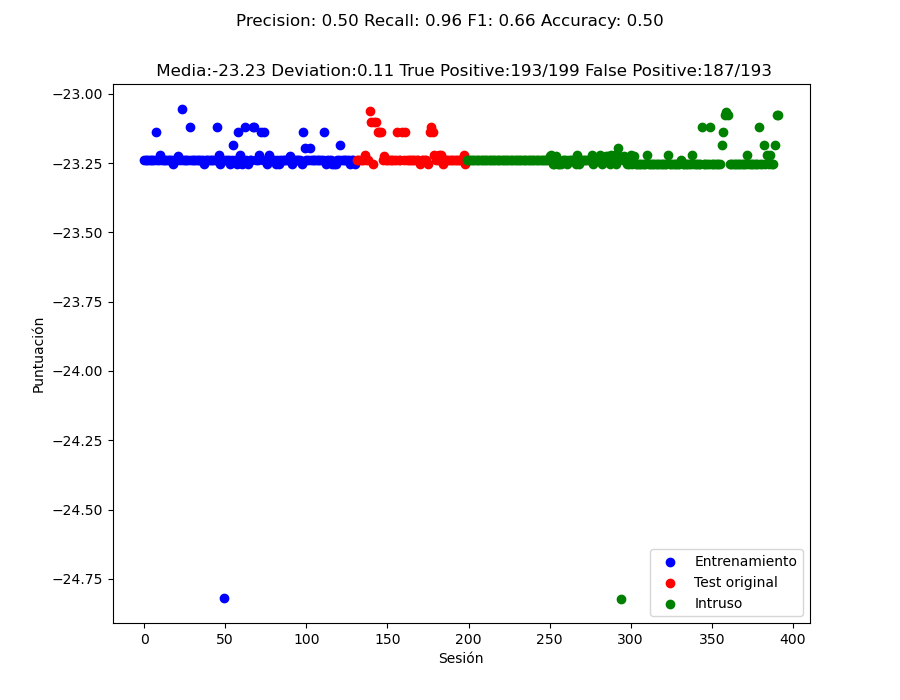 Precision: 0.50 Recall: 0.96 F1: 0.66 Accuracy: 0.50
Media:-23.23 Deviation:0.11 True Positive:193/199 False Positive:187/193
−23.00
−23.25
−23.50
−23.75
−24.00
−24.25
−24.50
−24.75
Puntuación
Entrenamiento
Test original
Intruso
0 50 100 150 200 250 300 350 400
Sesión